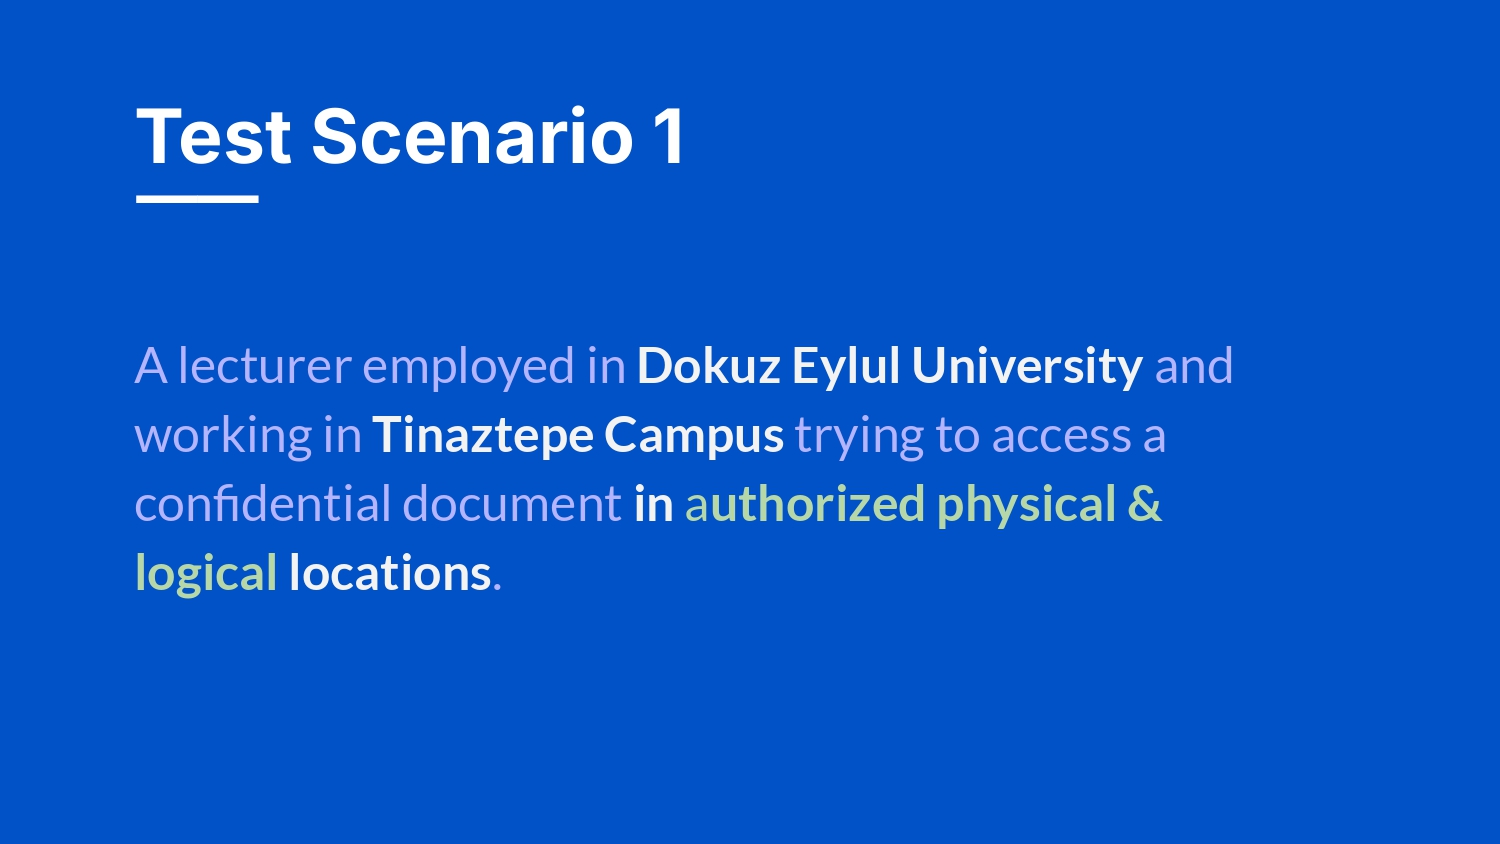 Test Scenario 1
A lecturer employed in Dokuz Eylul University and
working in Tinaztepe Campus trying to access a
confidential document in authorized physical &
logical locations.